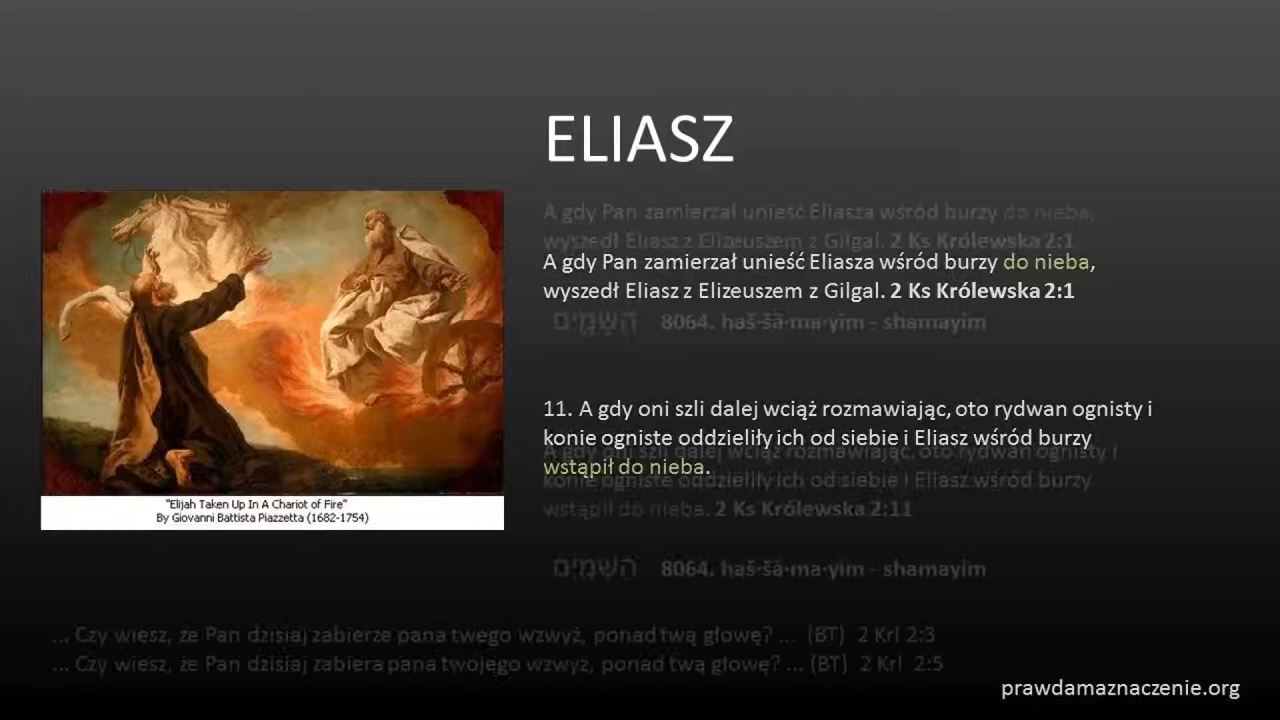 ELIASZ
A gdy Pan zamierzał unieść Eliasza wśród burzy do nieba,
wyszedł Eliasz z Elizeuszem z Gilgal. 2 Ks Królewska 2:1
A gdy Pan zamierzał unieść Eliasza wśród burzy do nieba,
wyszedł Eliasz z Elizeuszem z Gilgal. 2 Ks Królewska 2:1
הַשָּׁמַ֫יִם 8064. haš·šā·ma·yim - shamayim
11. A gdy oni szli dalej wciąż rozmawiając, oto rydwan ognisty i
konie ogniste oddzieliły ich od siebie i Eliasz wśród burzy
wstąpił do nieba.
A gdy oni szli dalej wciąż rozmawiając, oto rydwan ognisty i
konie ogniste oddzieliły ich od siebie i Eliasz wśród burzy
wstąpił do nieba. 2 Ks Królewska 2:11
הַשָּׁמַ֫יִם 8064. haš·šā·ma·yim - shamayim
"Elijah Taken Up In A Chariot of Fire"
By Giovanni Battista Piazzetta (1682-1754)
... Czy wiesz, że Pan dzisiaj zabierze pana twego wzwyż, ponad twą głowę? ... (BT) 2 Krl 2:3
... Czy wiesz, że Pan dzisiaj zabiera pana twojego wzwyż, ponad twą głowę? ... (BT) 2 Krl 2:5
prawdamaznaczenie.org